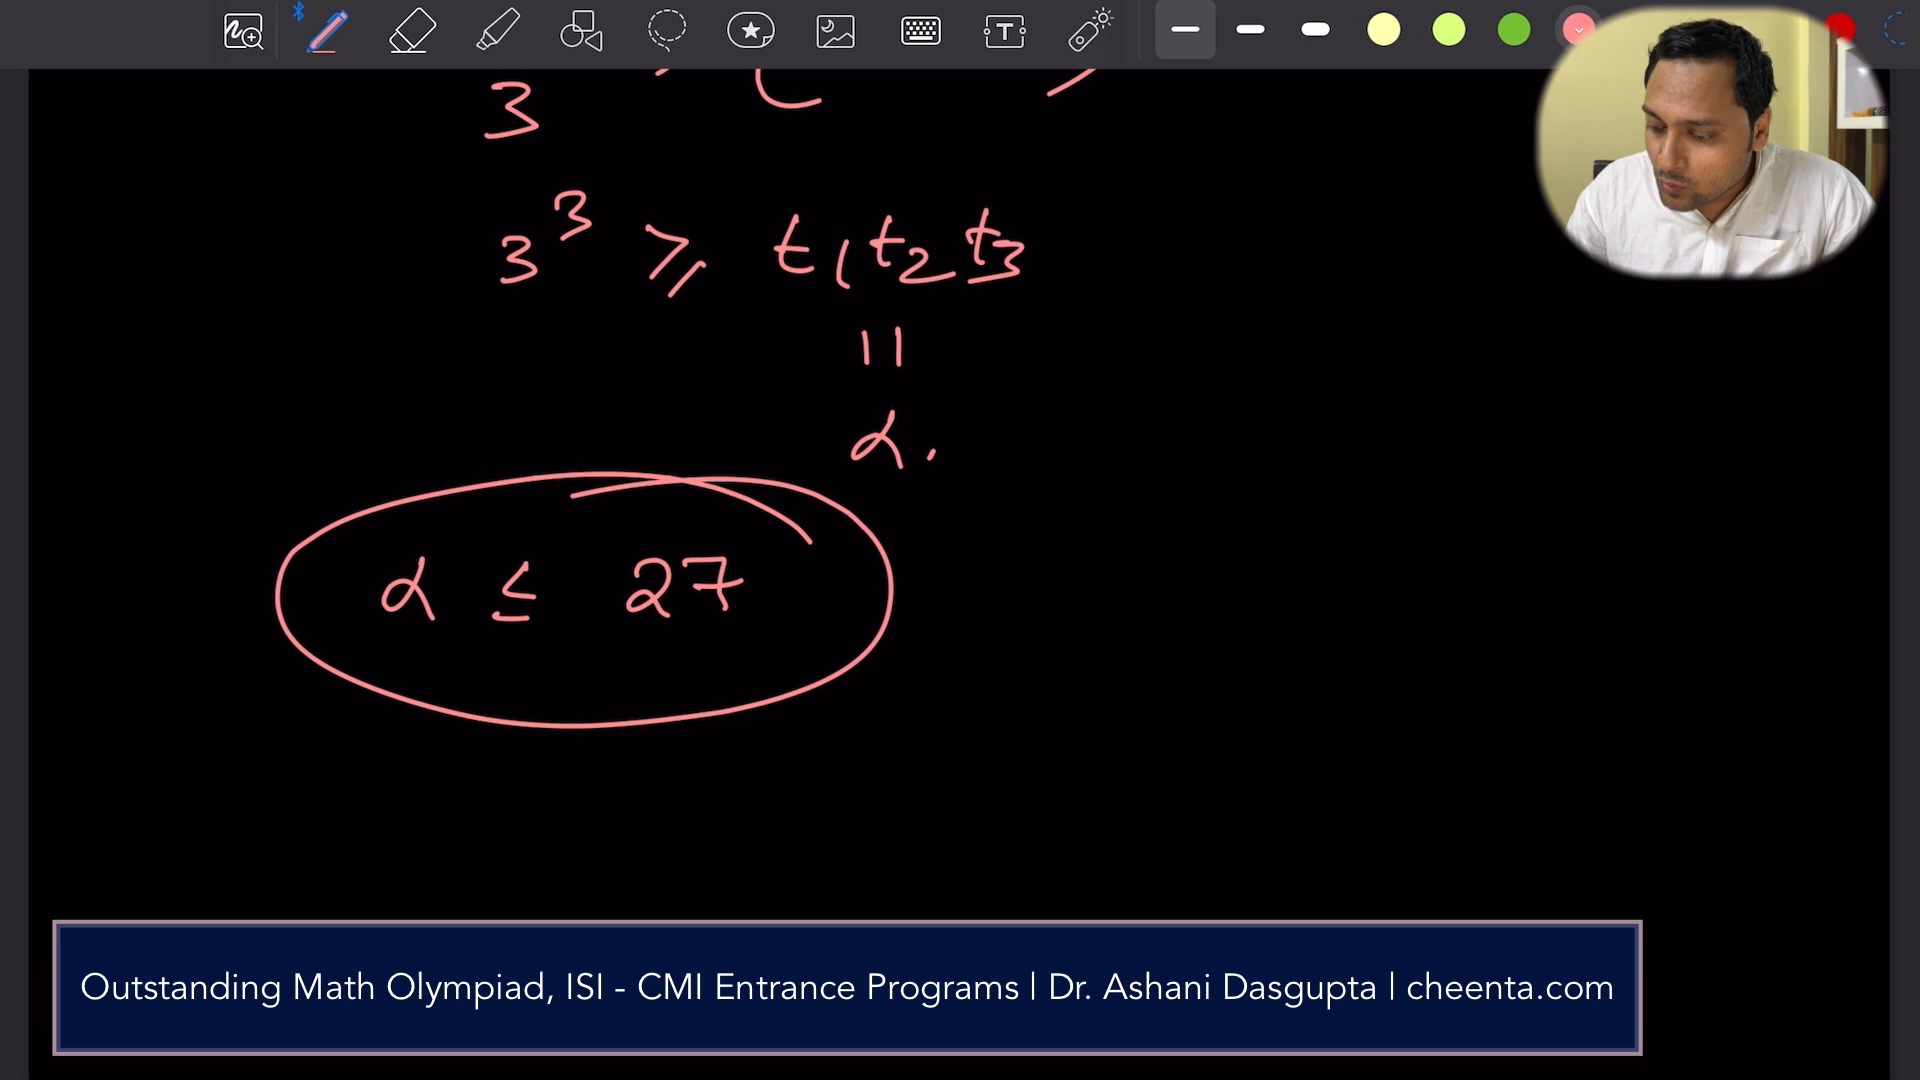 3
3³ ≥ t₁t₂t₃
||
α.
α ≤ 27
Outstanding Math Olympiad, ISI - CMI Entrance Programs | Dr. Ashani Dasgupta | cheenta.com